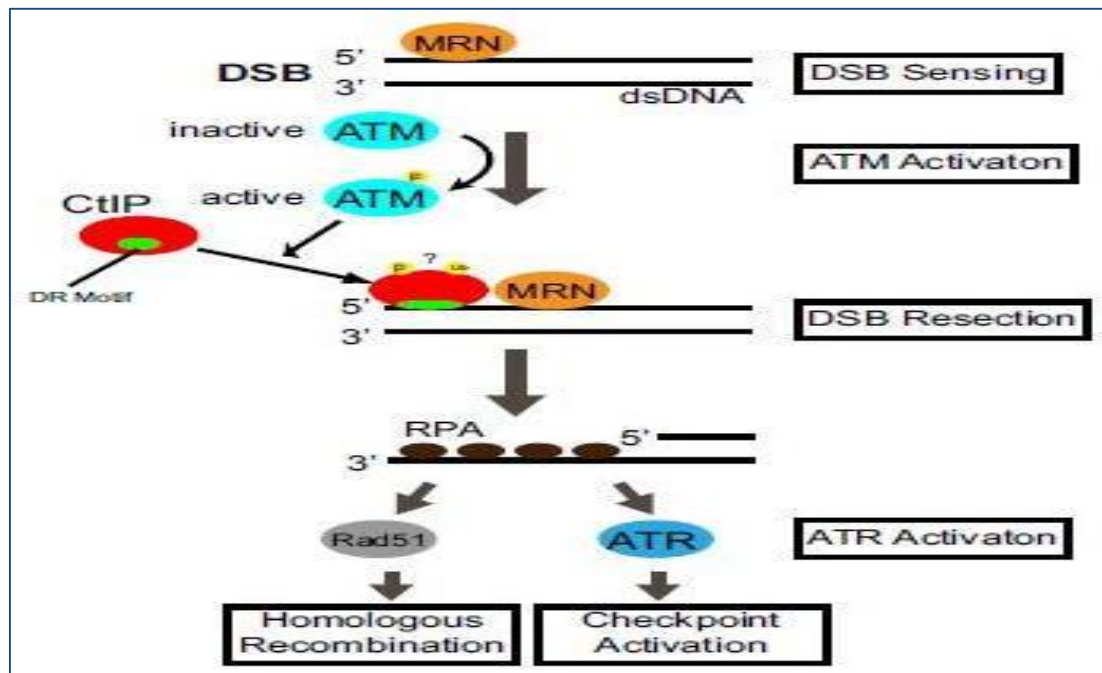 MRN
5’
DSB
3’
DSB Sensing
dsDNA
inactive ATM
ATM Activaton
P
CtIP
active ATM
DR Motif
P ?
MRN
5’
3’
DSB Resection
RPA
5’
3’
Rad51
ATR
ATR Activaton
Homologous
Recombination
Checkpoint
Activation